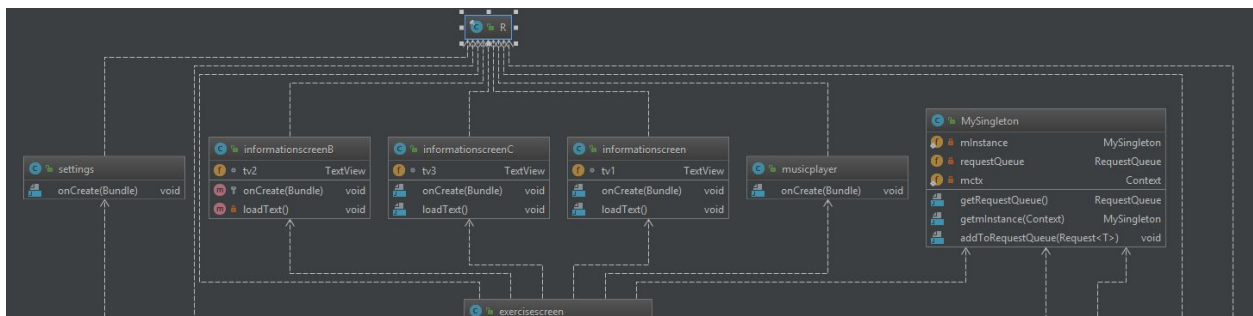 R
settings
onCreate(Bundle) void
informationscreenB
tv2 TextView
onCreate(Bundle) void
loadText() void
informationscreenC
tv3 TextView
onCreate(Bundle) void
loadText() void
informationscreen
tv1 TextView
onCreate(Bundle) void
loadText() void
musicplayer
onCreate(Bundle) void
MySingleton
mInstance MySingleton
requestQueue RequestQueue
mctx Context
getRequestQueue() RequestQueue
getmInstance(Context) MySingleton
addToRequestQueue(Request<T>) void
exercisescreen